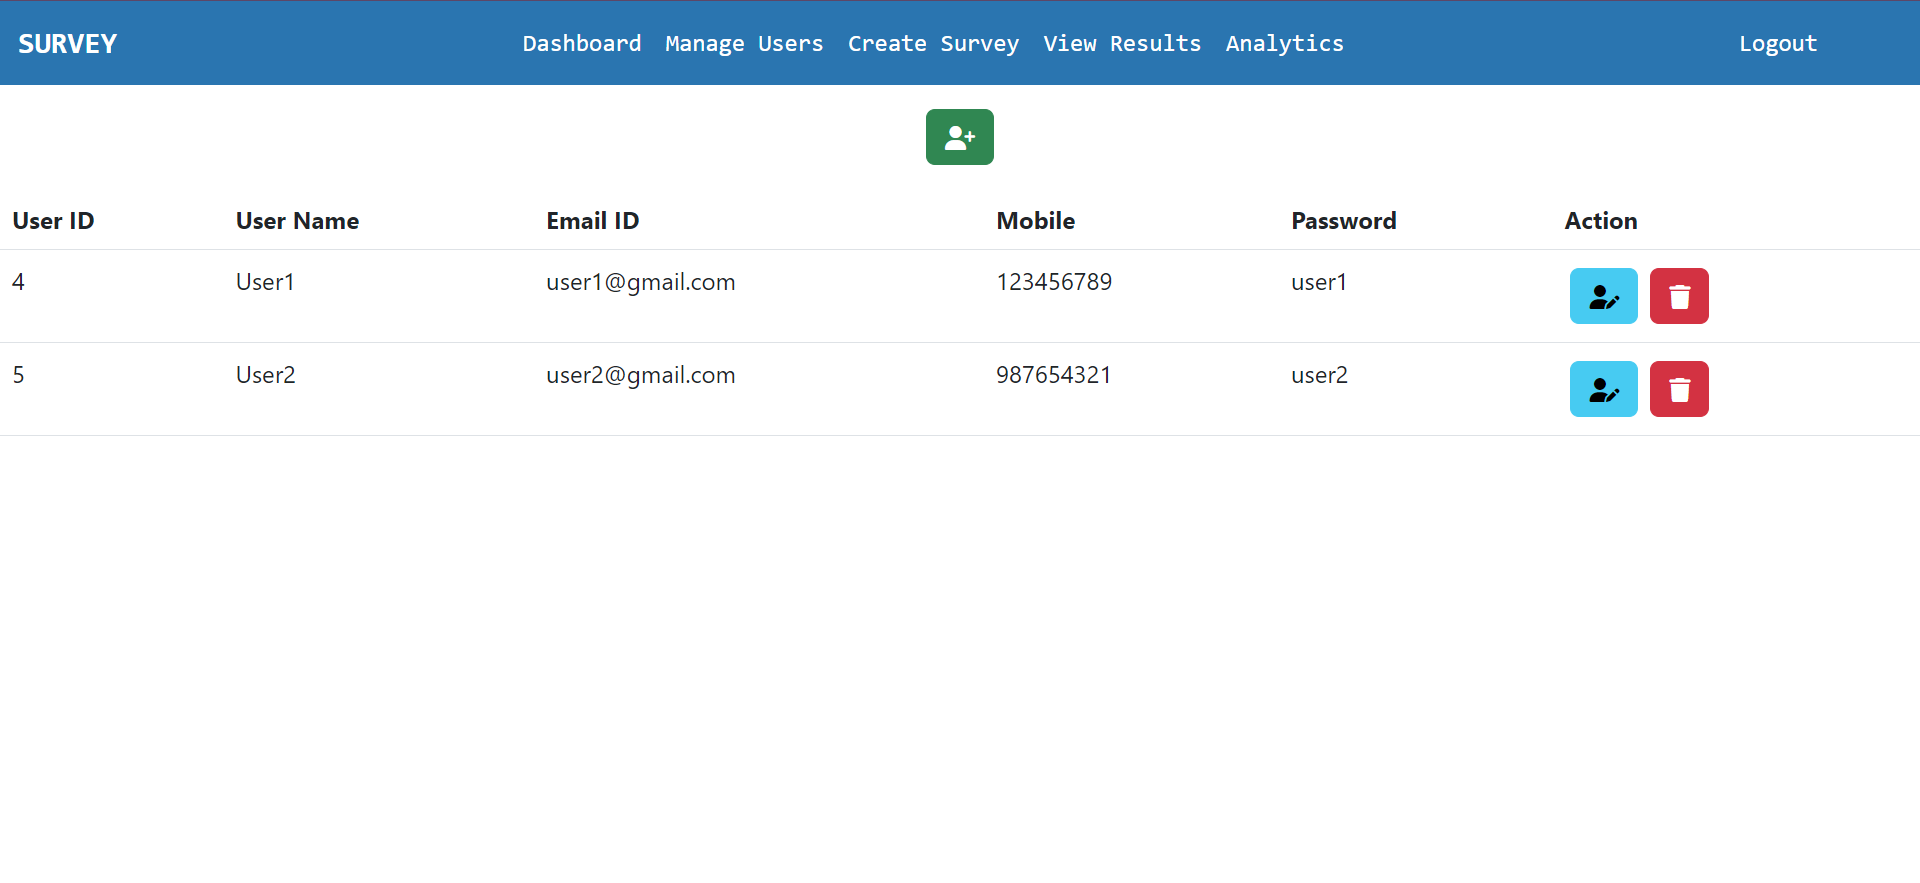 SURVEY Dashboard Manage Users Create Survey View Results Analytics Logout
User ID User Name Email ID Mobile Password Action
4 User1 user1@gmail.com 123456789 user1
5 User2 user2@gmail.com 987654321 user2